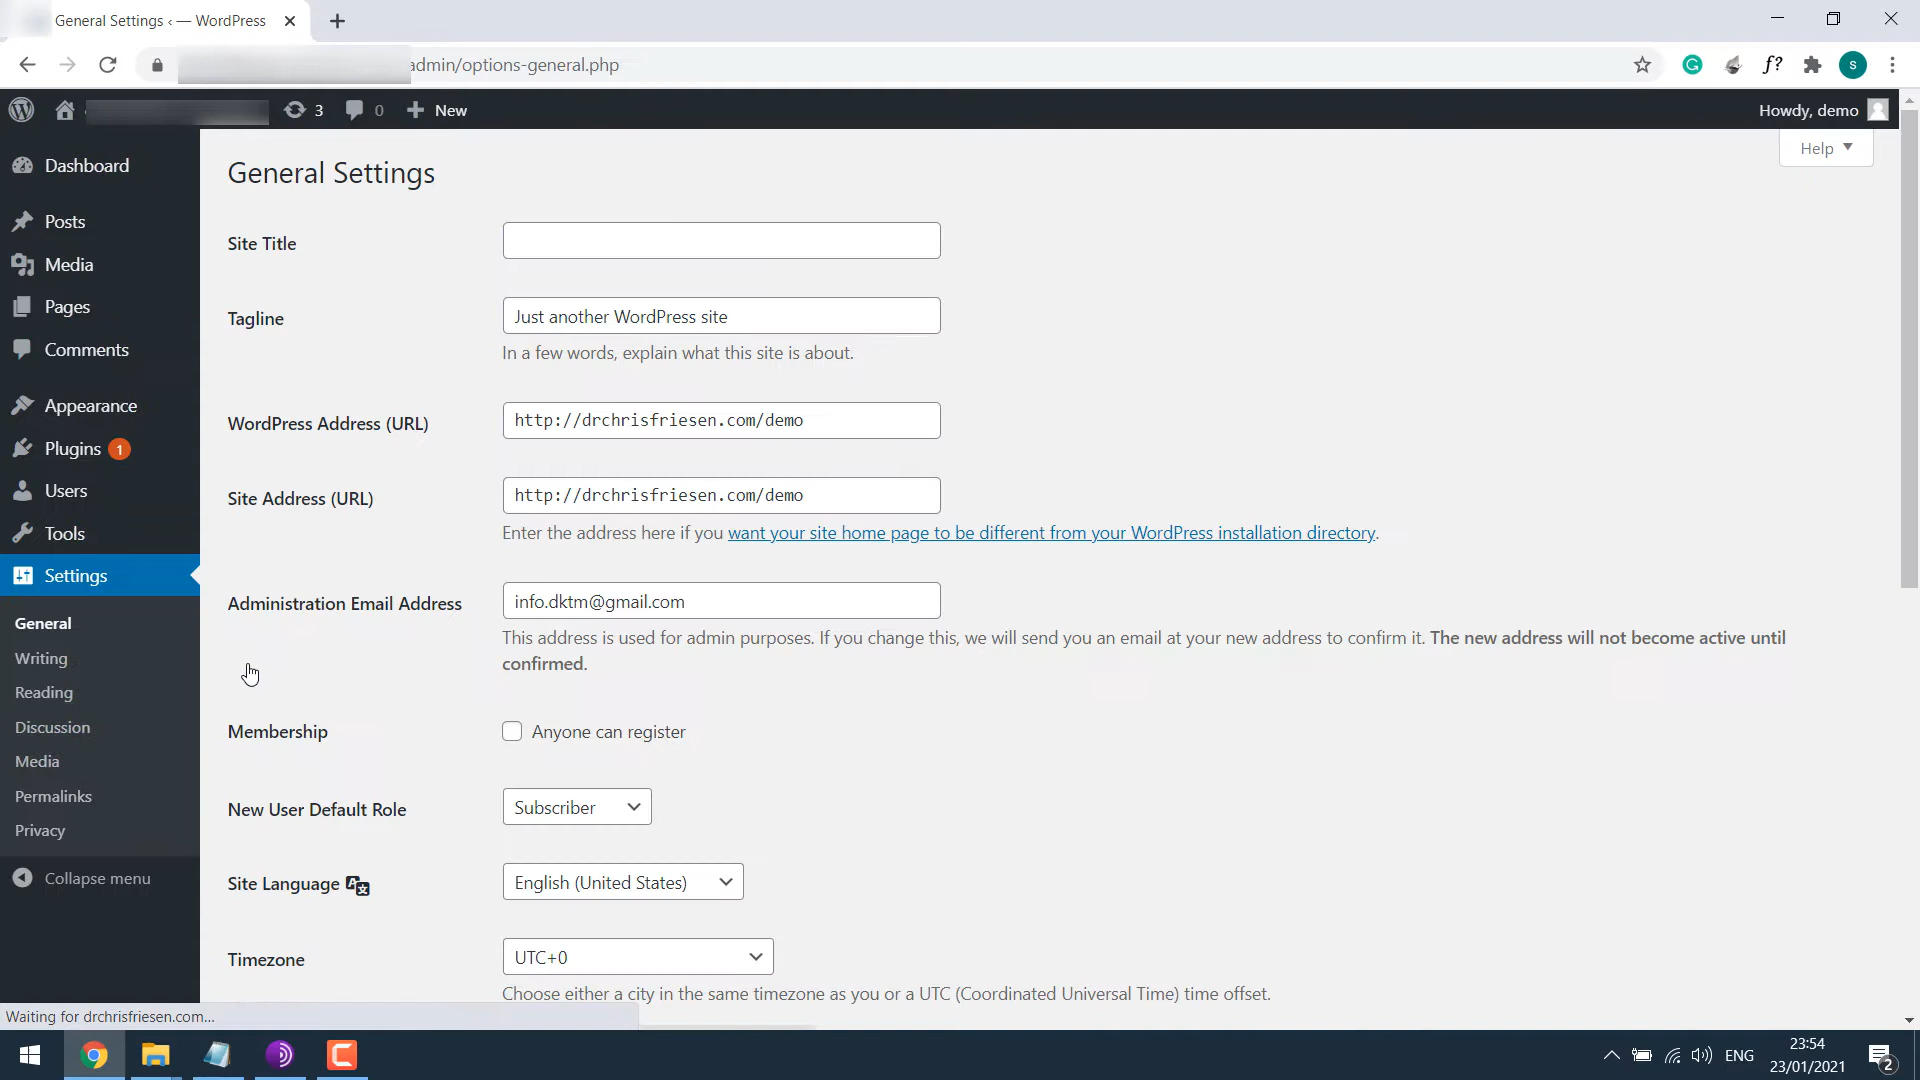 General Settings ‹ — WordPress
admin/options-general.php
f?
S
3
0
New
Howdy, demo
Dashboard
Posts
Media
Pages
Comments
Appearance
Plugins 1
Users
Tools
Settings
General
Writing
Reading
Discussion
Media
Permalinks
Privacy
Collapse menu
Help
General Settings
Site Title
Tagline
Just another WordPress site
In a few words, explain what this site is about.
WordPress Address (URL)
http://drchrisfriesen.com/demo
Site Address (URL)
http://drchrisfriesen.com/demo
Enter the address here if you want your site home page to be different from your WordPress installation directory.
Administration Email Address
info.dktm@gmail.com
This address is used for admin purposes. If you change this, we will send you an email at your new address to confirm it. The new address will not become active until
confirmed.
Membership
Anyone can register
New User Default Role
Subscriber
Site Language
English (United States)
Timezone
UTC+0
Choose either a city in the same timezone as you or a UTC (Coordinated Universal Time) time offset.
Waiting for drchrisfriesen.com...
ENG
23:54
23/01/2021
2